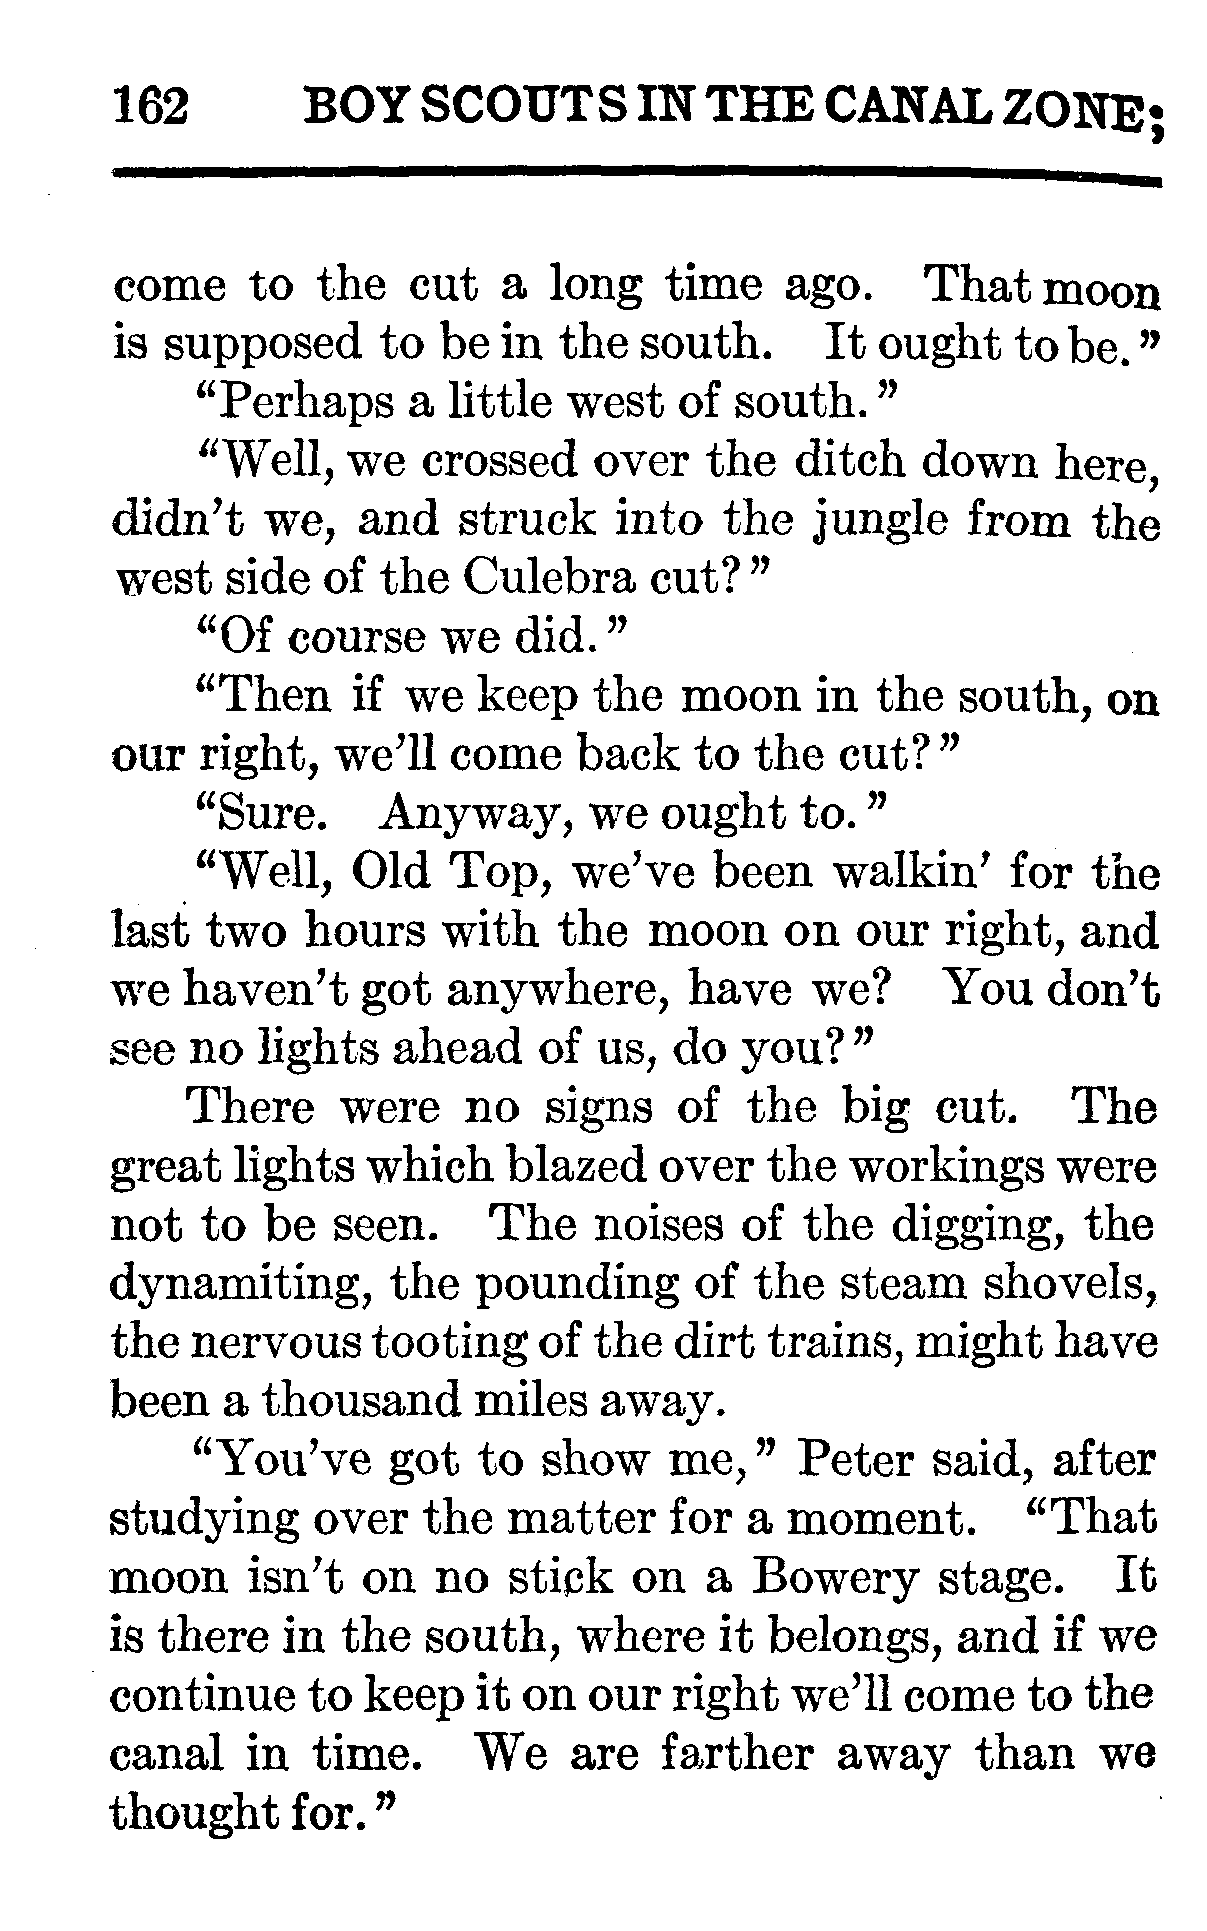 162 BOY SCOUTS IN THE CANAL ZONE;
come to the cut a long time ago. That moon
is supposed to be in the south. It ought to be."
"Perhaps a little west of south."
"Well, we crossed over the ditch down here,
didn't we, and struck into the jungle from the
west side of the Culebra cut?"
"Of course we did."
"Then if we keep the moon in the south, on
our right, we'll come back to the cut?"
"Sure. Anyway, we ought to."
"Well, Old Top, we've been walkin' for the
last two hours with the moon on our right, and
we haven't got anywhere, have we? You don't
see no lights ahead of us, do you?"
There were no signs of the big cut. The
great lights which blazed over the workings were
not to be seen. The noises of the digging, the
dynamiting, the pounding of the steam shovels,
the nervous tooting of the dirt trains, might have
been a thousand miles away.
"You've got to show me," Peter said, after
studying over the matter for a moment. "That
moon isn't on no stick on a Bowery stage. It
is there in the south, where it belongs, and if we
continue to keep it on our right we'll come to the
canal in time. We are farther away than we
thought for."